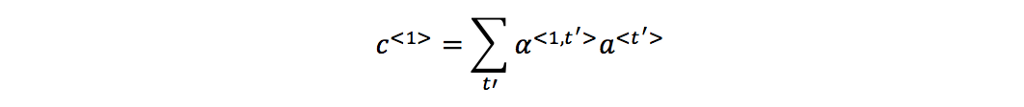 c^{<1>} = ∑_{t′} α^{<1,t′>} a^{<t′>}